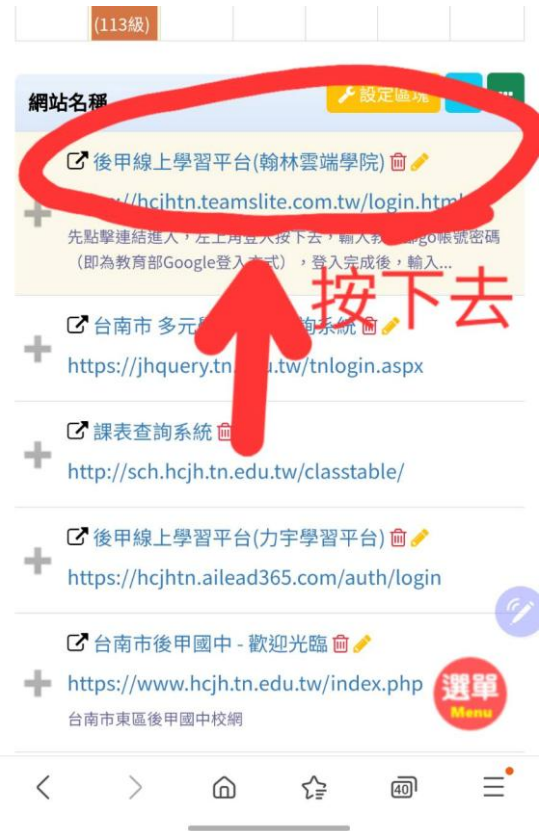 (113級)
網站名稱
設定區塊
後甲線上學習平台(翰林雲端學院)
://hcjhtn.teamslite.com.tw/login.html
先點擊連結進入，左上角登入按下去，輸入教 go帳號密碼
（即為教育部Google登入方式），登入完成後，輸入...
按下去
台南市 多元 詢系統
https://jhquery.tn. .tw/tnlogin.aspx
課表查詢系統
http://sch.hcjh.tn.edu.tw/classtable/
後甲線上學習平台(力宇學習平台)
https://hcjhtn.ailead365.com/auth/login
台南市後甲國中 - 歡迎光臨
https://www.hcjh.tn.edu.tw/index.php
台南市東區後甲國中校網
選單
Menu
40